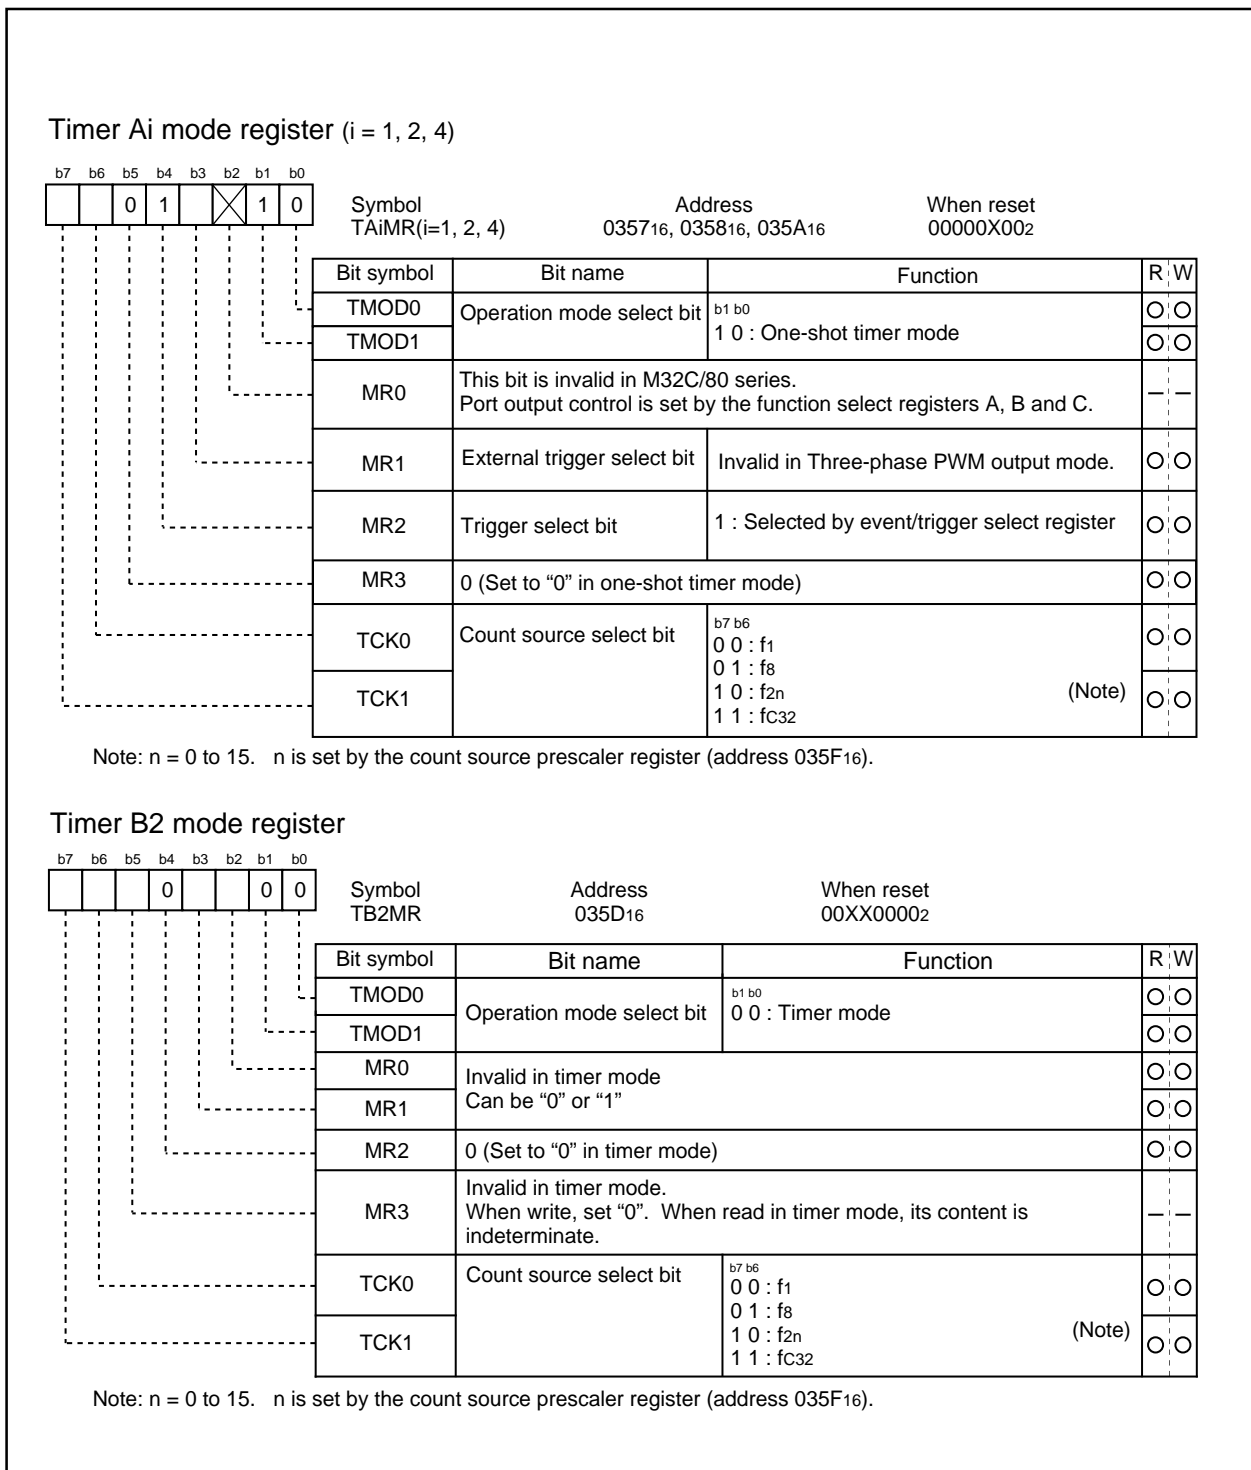 Timer Ai mode register (i = 1, 2, 4)
b7 b6 b5 b4 b3 b2 b1 b0
0 1 1 0
Symbol Address When reset
TAiMR(i=1, 2, 4) 035716, 035816, 035A16 00000X002
Bit symbol Bit name Function R W
TMOD0 Operation mode select bit b1 b0
1 0 : One-shot timer mode
TMOD1
MR0 This bit is invalid in M32C/80 series.
Port output control is set by the function select registers A, B and C.
MR1 External trigger select bit Invalid in Three-phase PWM output mode.
MR2 Trigger select bit 1 : Selected by event/trigger select register
MR3 0 (Set to “0” in one-shot timer mode)
TCK0 Count source select bit b7 b6
0 0 : f1
0 1 : f8
TCK1 1 0 : f2n (Note)
1 1 : fC32
Note: n = 0 to 15. n is set by the count source prescaler register (address 035F16).
Timer B2 mode register
b7 b6 b5 b4 b3 b2 b1 b0
0 0 0
Symbol Address When reset
TB2MR 035D16 00XX00002
Bit symbol Bit name Function R W
TMOD0 Operation mode select bit b1 b0
0 0 : Timer mode
TMOD1
MR0 Invalid in timer mode
MR1 Can be “0” or “1”
MR2 0 (Set to “0” in timer mode)
Invalid in timer mode.
MR3 When write, set “0”. When read in timer mode, its content is
indeterminate.
TCK0 Count source select bit b7 b6
0 0 : f1
0 1 : f8
TCK1 1 0 : f2n (Note)
1 1 : fC32
Note: n = 0 to 15. n is set by the count source prescaler register (address 035F16).